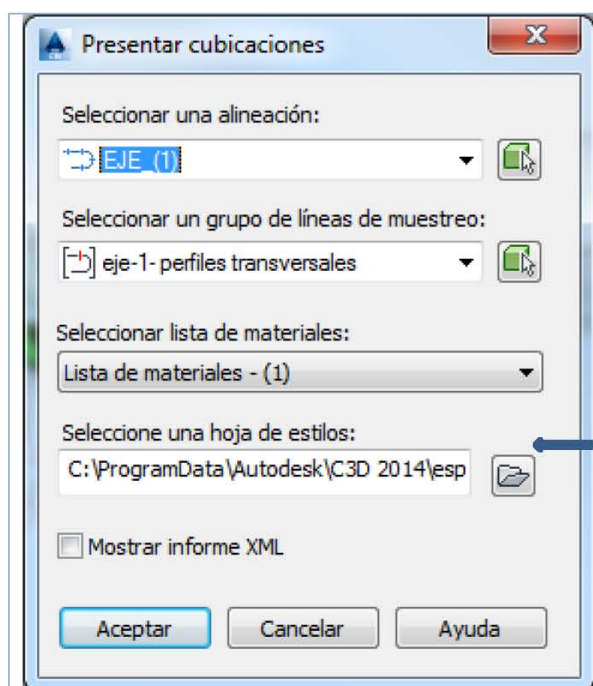 Presentar cubicaciones
Seleccionar una alineación:
EJE_(1)
Seleccionar un grupo de líneas de muestreo:
eje-1- perfiles transversales
Seleccionar lista de materiales:
Lista de materiales - (1)
Seleccione una hoja de estilos:
C:\ProgramData\Autodesk\C3D 2014\esp
Mostrar informe XML
Aceptar Cancelar Ayuda